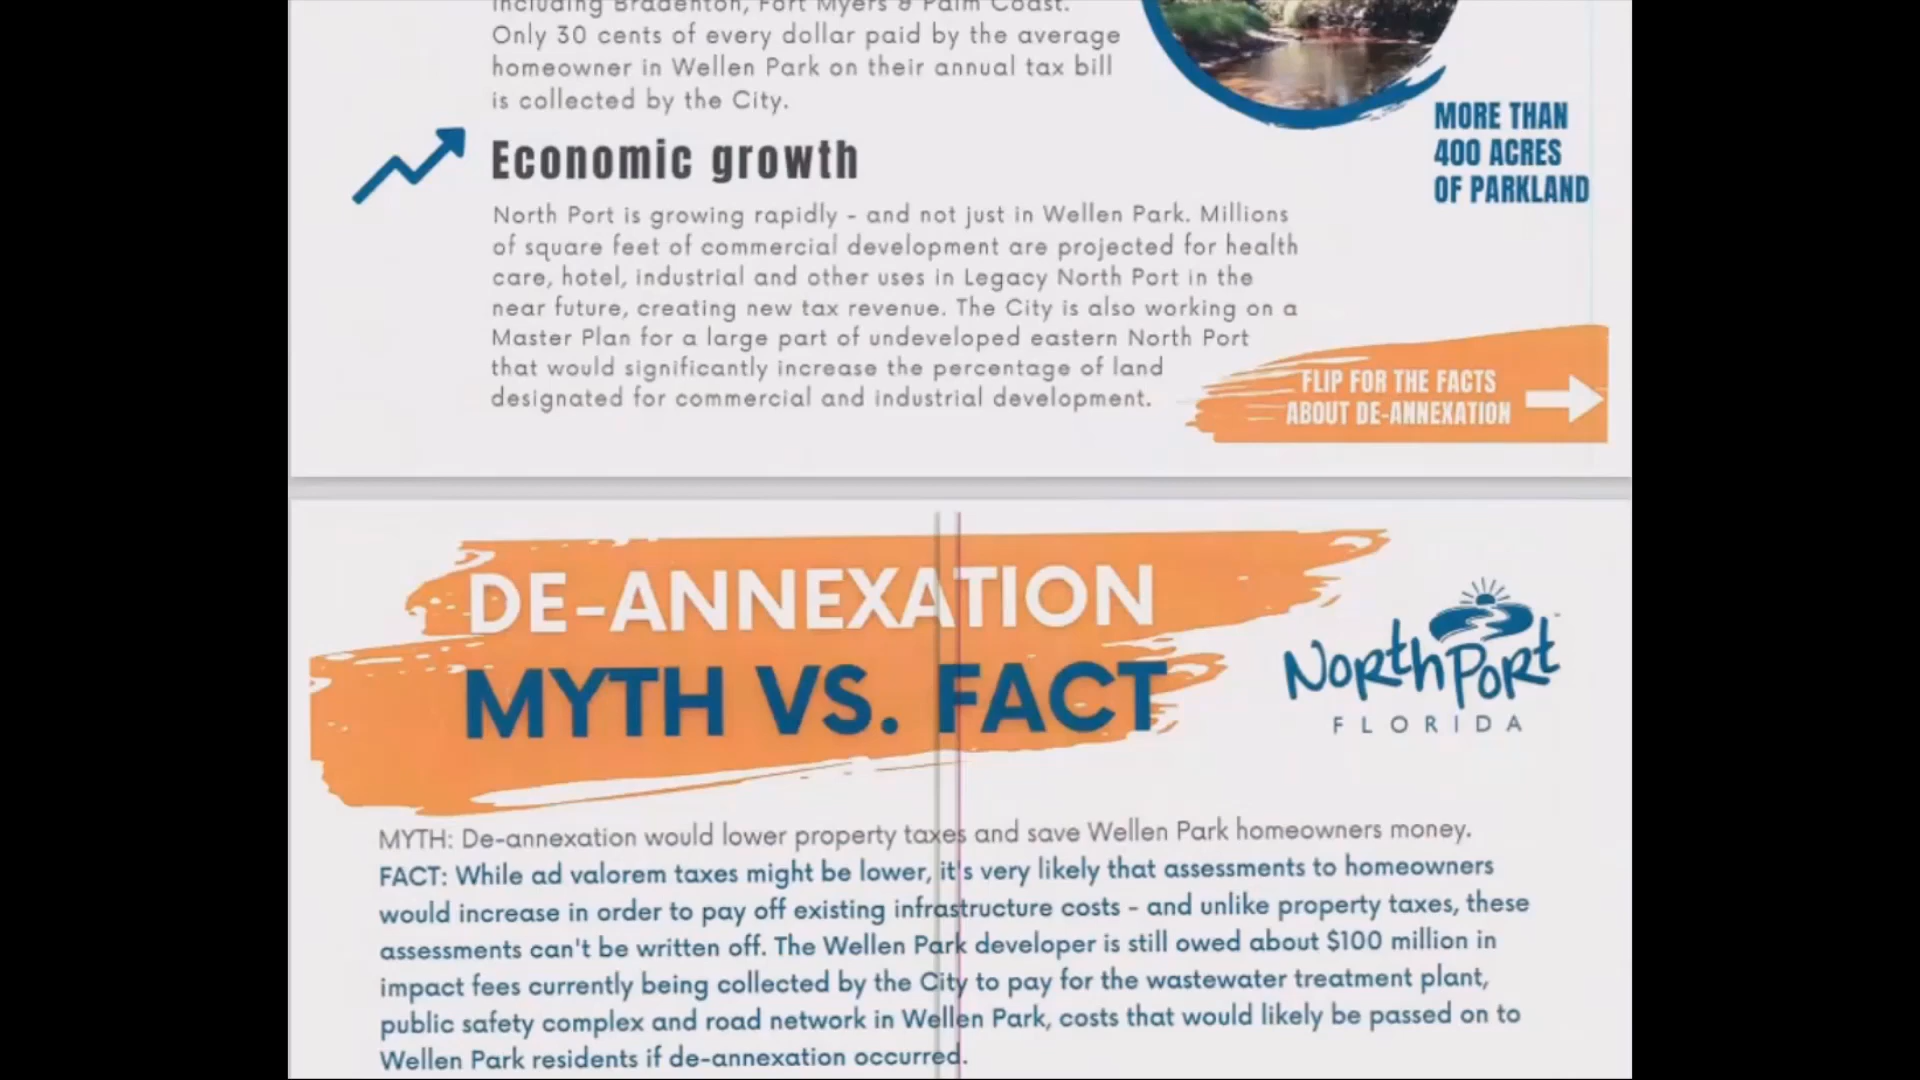 including Bradenton, Fort Myers & Palm Coast.
Only 30 cents of every dollar paid by the average
homeowner in Wellen Park on their annual tax bill
is collected by the City.
MORE THAN
400 ACRES
OF PARKLAND
Economic growth
North Port is growing rapidly - and not just in Wellen Park. Millions
of square feet of commercial development are projected for health
care, hotel, industrial and other uses in Legacy North Port in the
near future, creating new tax revenue. The City is also working on a
Master Plan for a large part of undeveloped eastern North Port
that would significantly increase the percentage of land
designated for commercial and industrial development.
FLIP FOR THE FACTS
ABOUT DE-ANNEXATION
DE-ANNEXATION
MYTH VS. FACT
North Port
FLORIDA
MYTH: De-annexation would lower property taxes and save Wellen Park homeowners money.
FACT: While ad valorem taxes might be lower, it's very likely that assessments to homeowners
would increase in order to pay off existing infrastructure costs - and unlike property taxes, these
assessments can't be written off. The Wellen Park developer is still owed about $100 million in
impact fees currently being collected by the City to pay for the wastewater treatment plant,
public safety complex and road network in Wellen Park, costs that would likely be passed on to
Wellen Park residents if de-annexation occurred.